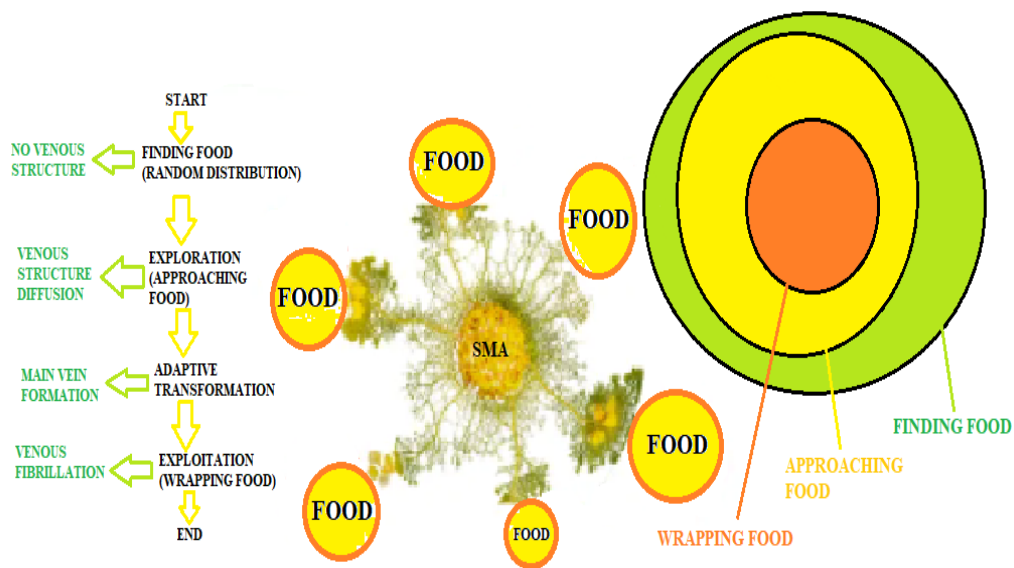 START
NO VENOUS
STRUCTURE
FINDING FOOD
(RANDOM DISTRIBUTION)
VENOUS
STRUCTURE
DIFFUSION
EXPLORATION
(APPROACHING
FOOD)
MAIN VEIN
FORMATION
ADAPTIVE
TRANSFORMATION
VENOUS
FIBRILLATION
EXPLOITATION
(WRAPPING FOOD)
END
FOOD
FOOD
FOOD
SMA
FOOD
FOOD
FOOD
FINDING FOOD
APPROACHING
FOOD
WRAPPING FOOD